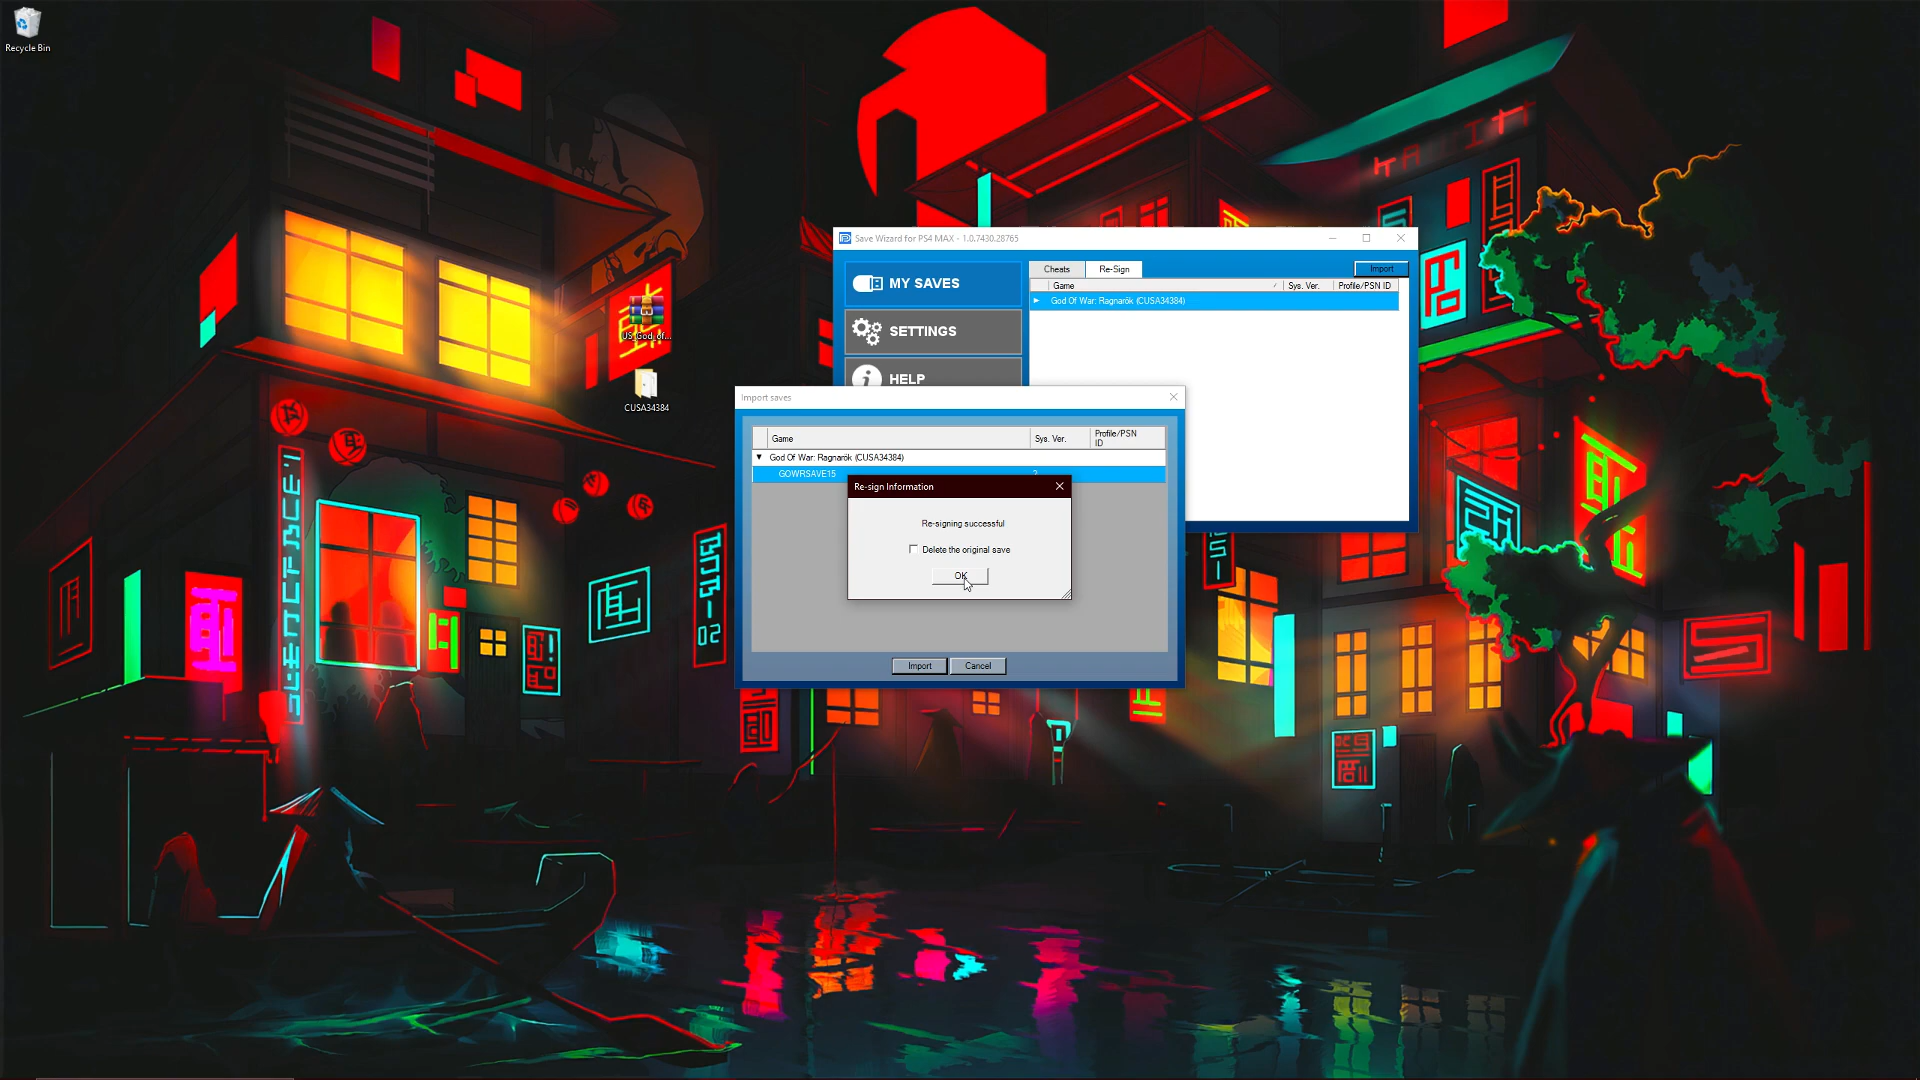 Recycle Bin
US_God_of...
CUSA34384
Save Wizard for PS4 MAX - 1.0.7430.28765
MY SAVES
SETTINGS
HELP
Cheats
Re-Sign
Import
Game
Sys. Ver.
Profile/PSN ID
God Of War: Ragnarök (CUSA34384)
Import saves
Game
Sys. Ver.
Profile/PSN
ID
God Of War: Ragnarök (CUSA34384)
GOWRSAVE15
?
Re-sign Information
Re-signing successful
Delete the original save
OK
Import
Cancel